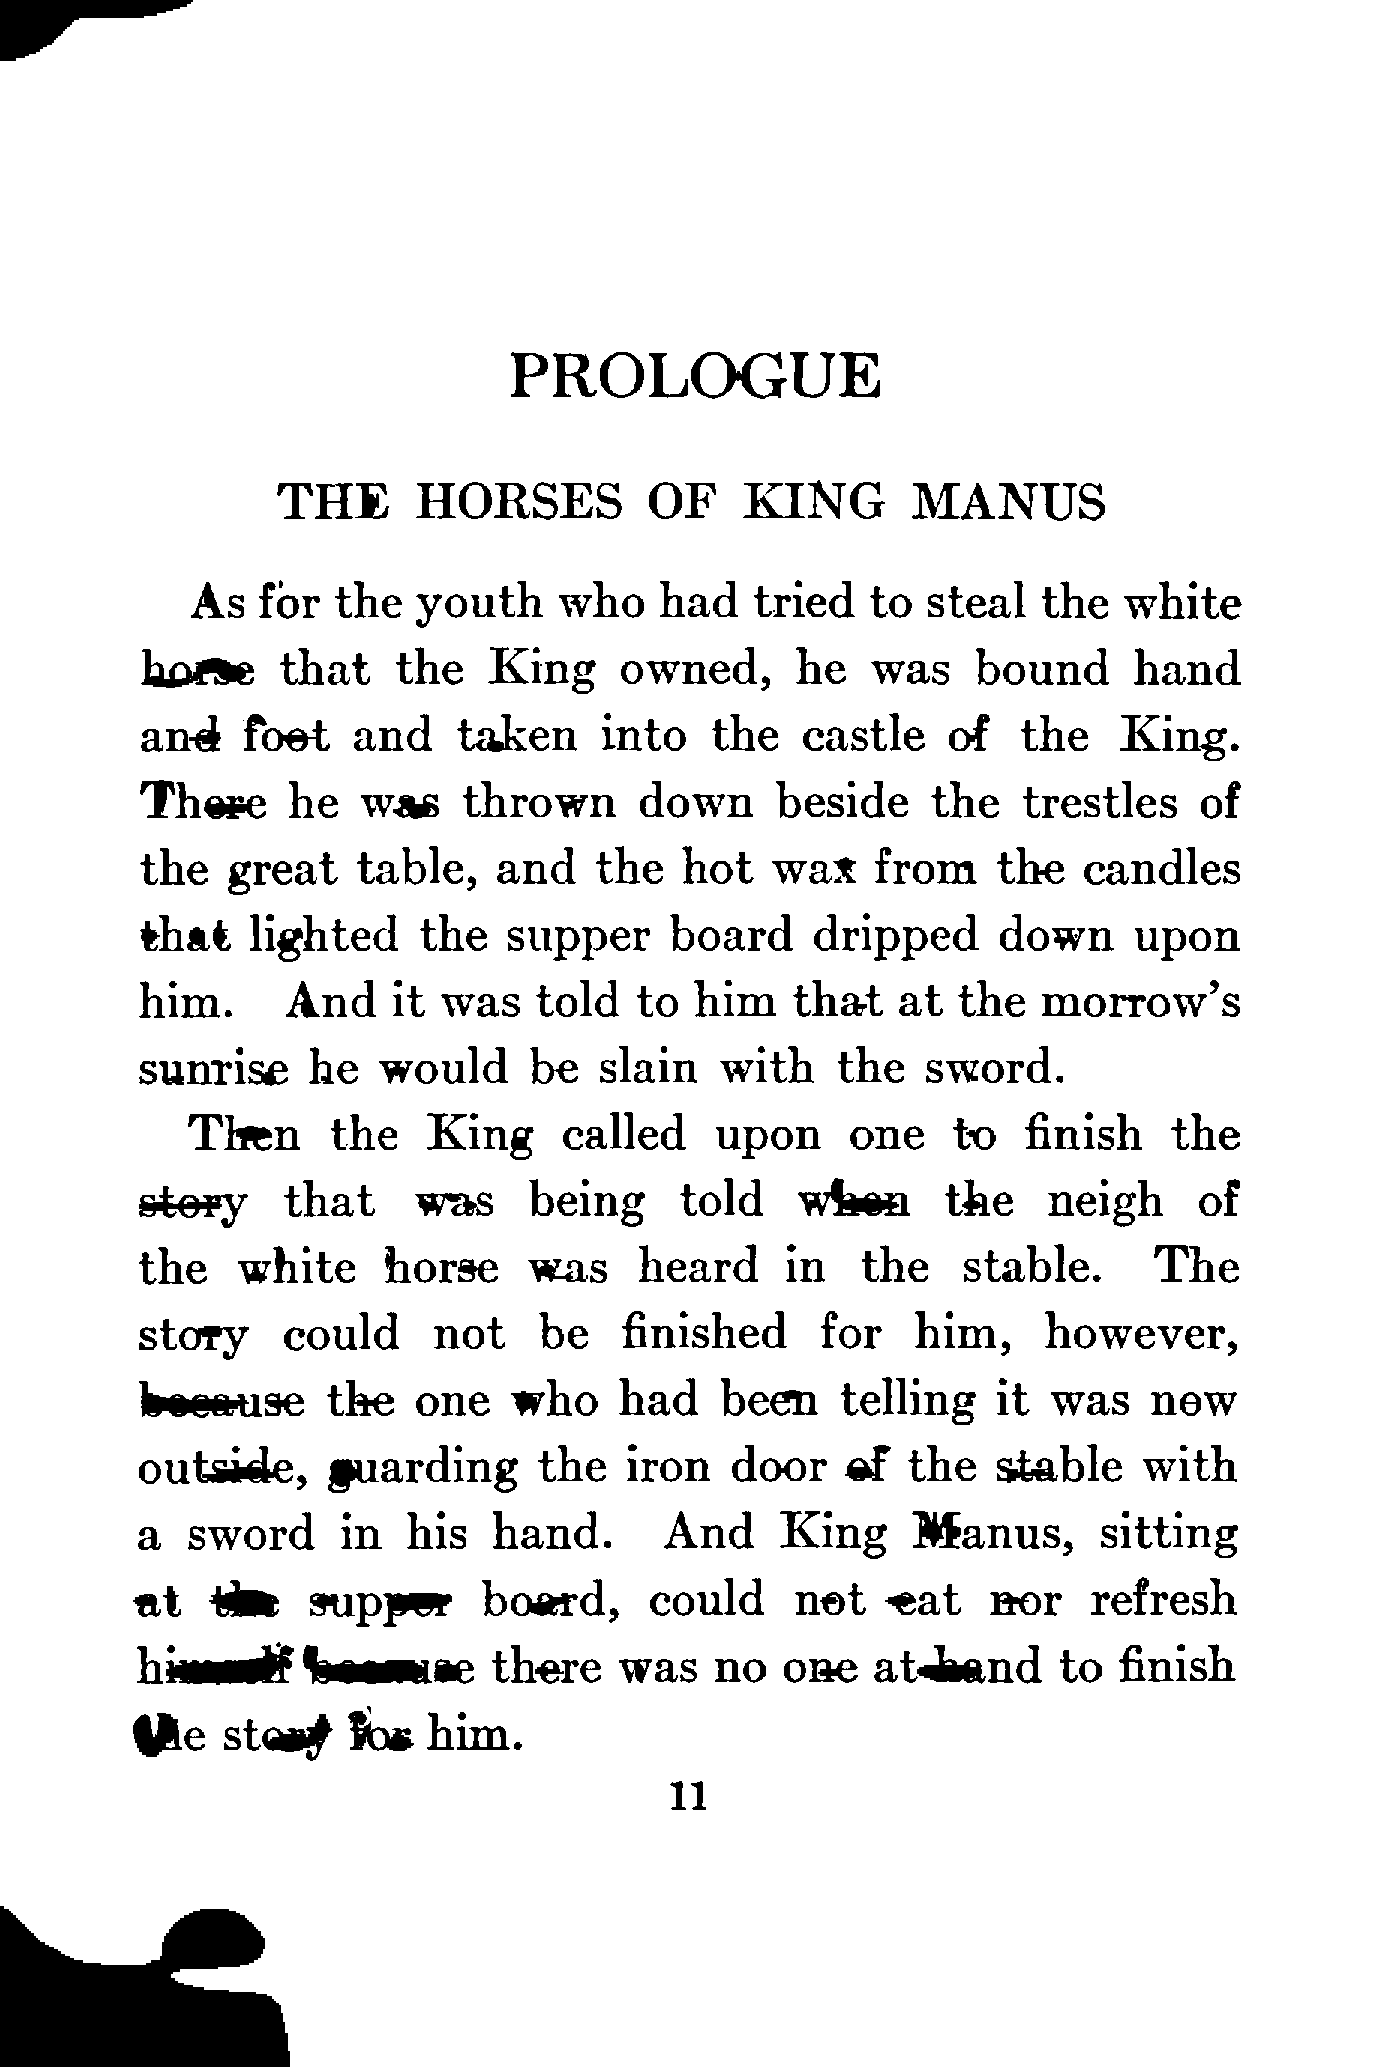 PROLOGUE
THE HORSES OF KING MANUS
As for the youth who had tried to steal the white
horse that the King owned, he was bound hand
and foot and taken into the castle of the King.
There he was thrown down beside the trestles of
the great table, and the hot wax from the candles
that lighted the supper board dripped down upon
him. And it was told to him that at the morrow's
sunrise he would be slain with the sword.
Then the King called upon one to finish the
story that was being told when the neigh of
the white horse was heard in the stable. The
story could not be finished for him, however,
because the one who had been telling it was now
outside, guarding the iron door of the stable with
a sword in his hand. And King Manus, sitting
at the supper board, could not eat nor refresh
himself because there was no one at hand to finish
the story for him.
11